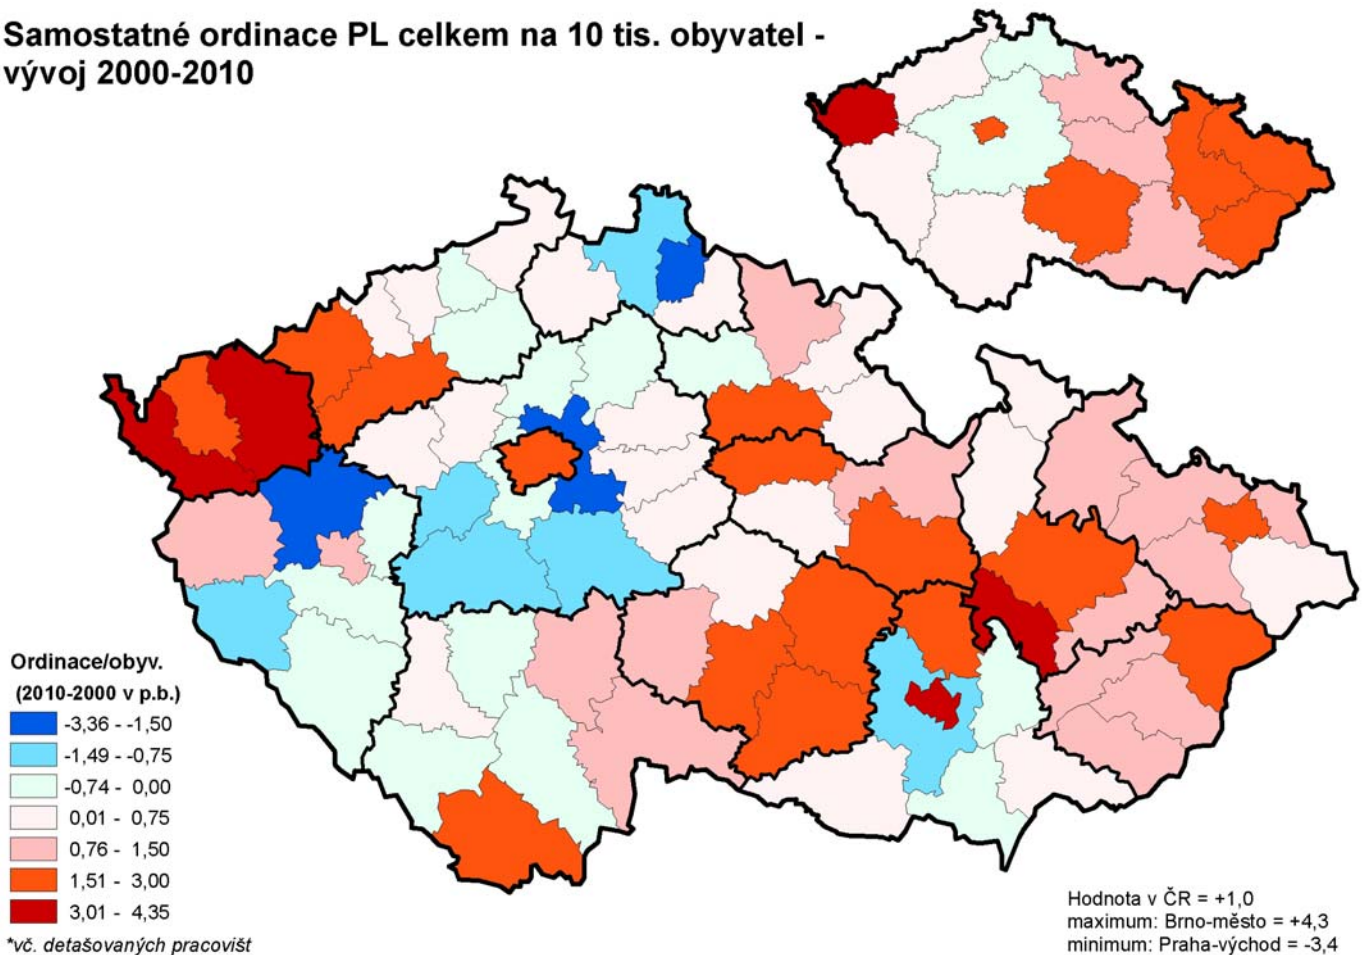 Samostatné ordinace PL celkem na 10 tis. obyvatel -
vývoj 2000-2010
Ordinace/obyv.
(2010-2000 v p.b.)
-3,36 - -1,50
-1,49 - -0,75
-0,74 - 0,00
0,01 - 0,75
0,76 - 1,50
1,51 - 3,00
3,01 - 4,35
*vč. detašovaných pracovišt
Hodnota v ČR = +1,0
maximum: Brno-město = +4,3
minimum: Praha-východ = -3,4